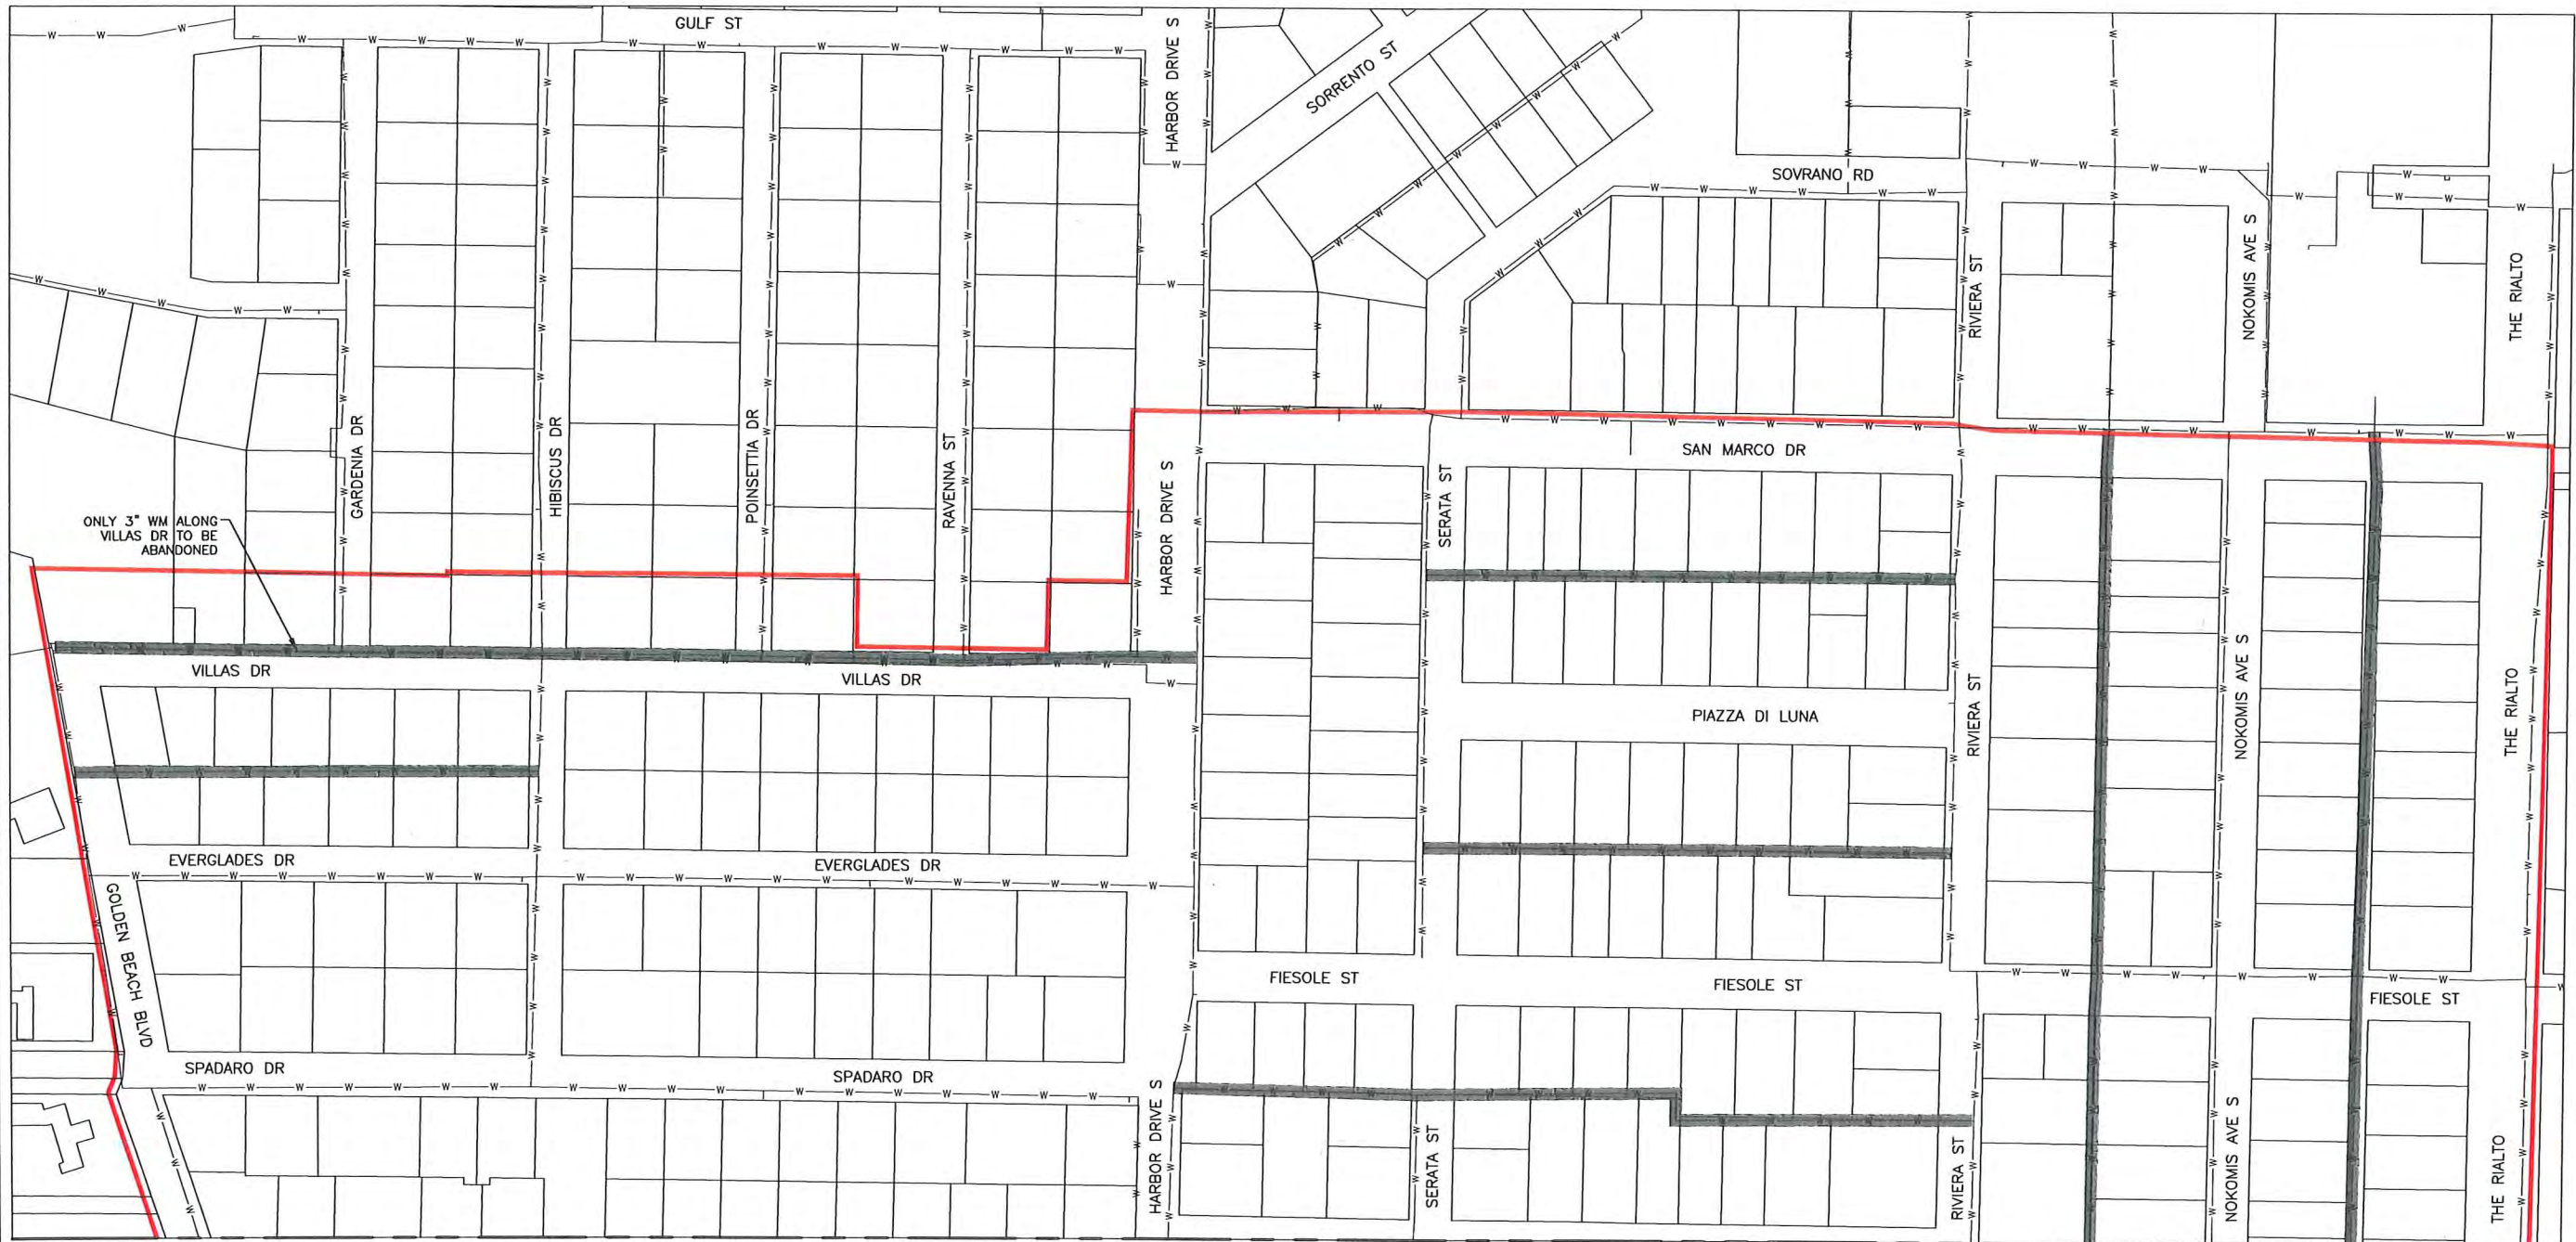 GULF ST
HARBOR DRIVE S
SORRENTO ST
SOVRANO RD
RIVIERA ST
NOKOMIS AVE S
THE RIALTO
GARDENIA DR
HIBISCUS DR
POINSETTIA DR
RAVENNA ST
HARBOR DRIVE S
SERATA ST
SAN MARCO DR
ONLY 3" WM ALONG
VILLAS DR TO BE
ABANDONED
VILLAS DR
VILLAS DR
PIAZZA DI LUNA
RIVIERA ST
NOKOMIS AVE S
THE RIALTO
EVERGLADES DR
EVERGLADES DR
GOLDEN BEACH BLVD
FIESOLE ST
FIESOLE ST
FIESOLE ST
SPADARO DR
SPADARO DR
HARBOR DRIVE S
SERATA ST
RIVIERA ST
NOKOMIS AVE S
THE RIALTO